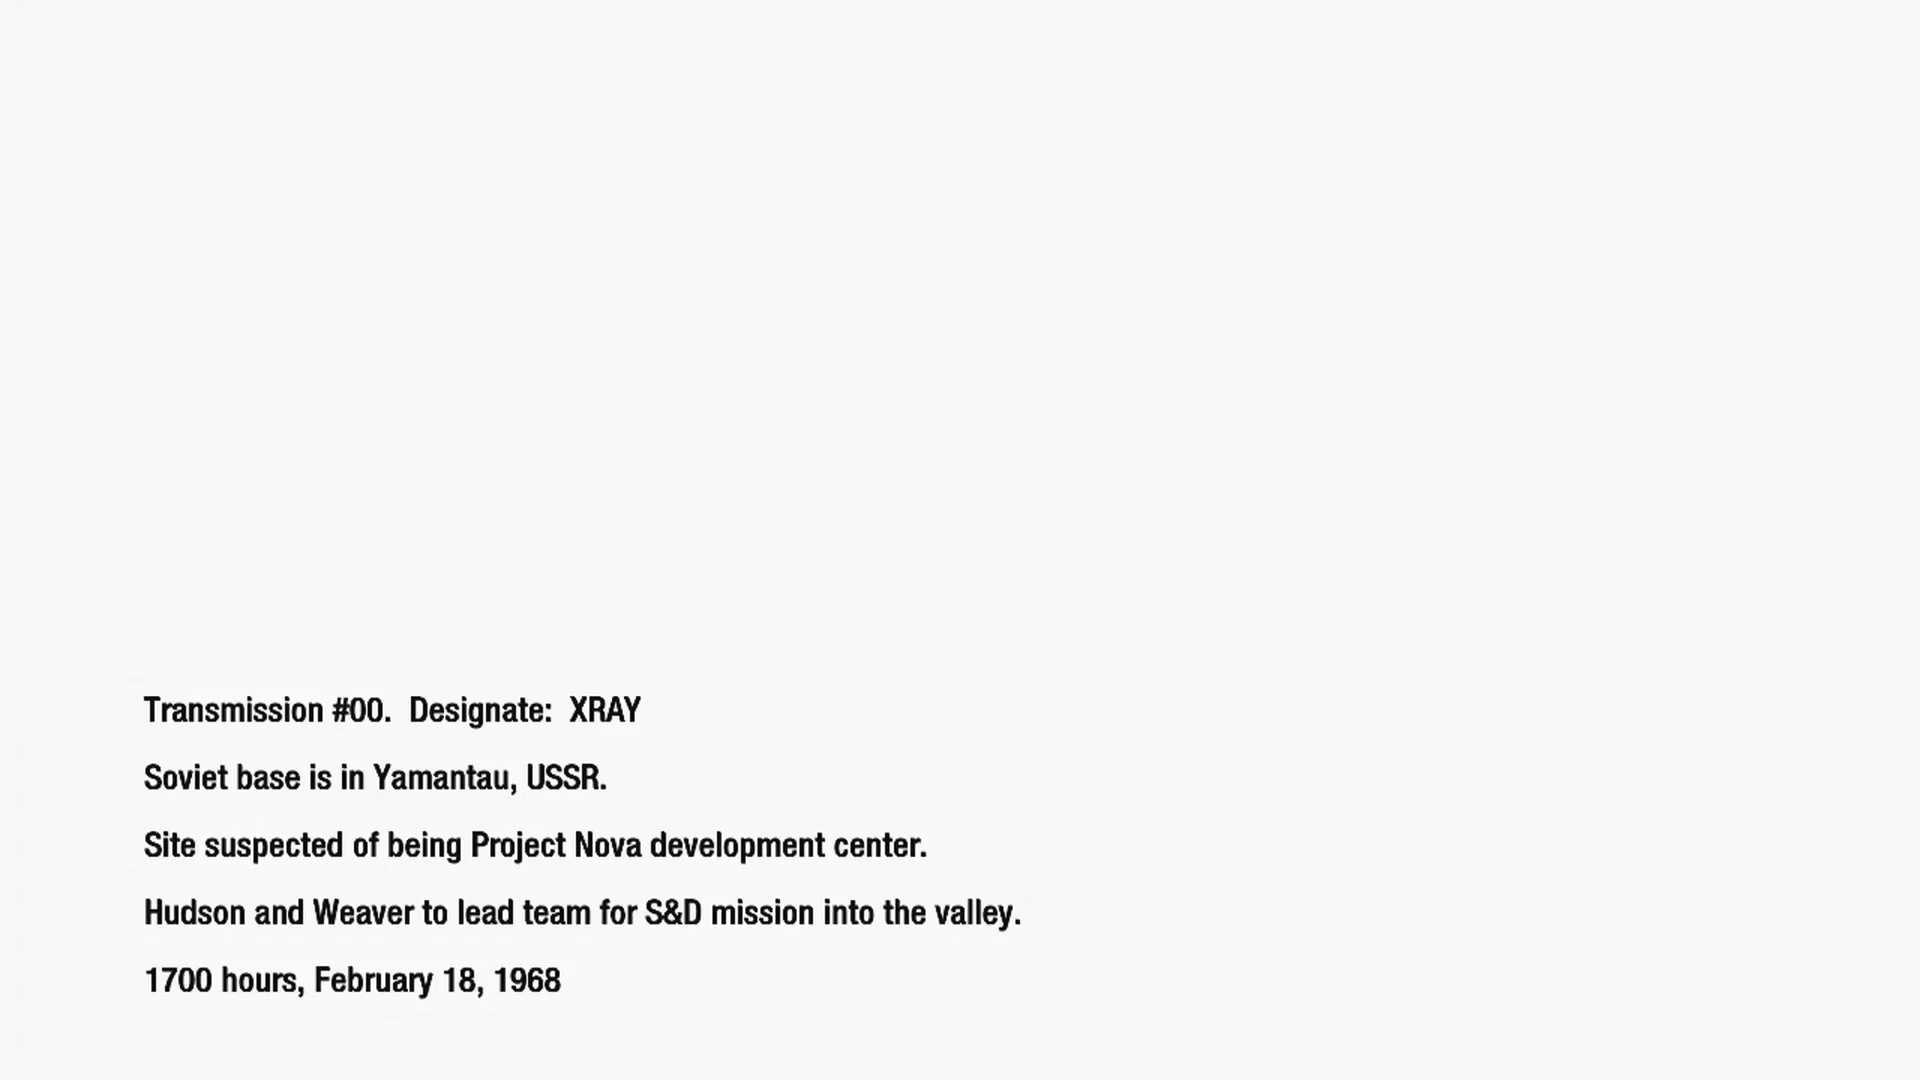 Transmission #00.  Designate:  XRAY
Soviet base is in Yamantau, USSR.
Site suspected of being Project Nova development center.
Hudson and Weaver to lead team for S&D mission into the valley.
1700 hours, February 18, 1968